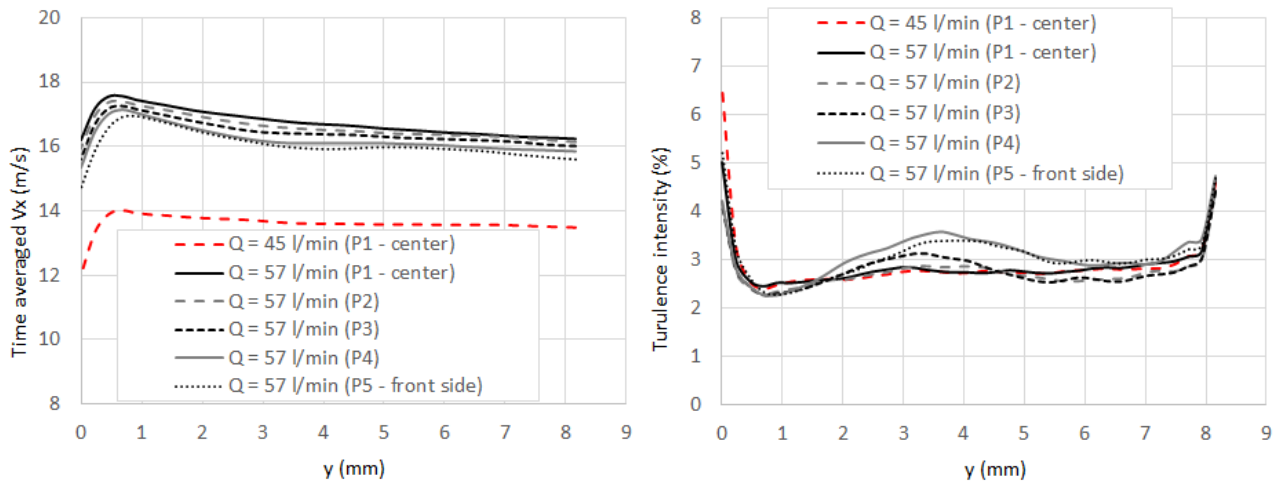 20
18
16
14
12
10
8
Time averaged Vx (m/s)
Q = 45 l/min (P1 - center)
Q = 57 l/min (P1 - center)
Q = 57 l/min (P2)
Q = 57 l/min (P3)
Q = 57 l/min (P4)
Q = 57 l/min (P5 - front side)
0 1 2 3 4 5 6 7 8 9
y (mm)
8
7
6
5
4
3
2
1
0
Turulence intensity (%)
Q = 45 l/min (P1 - center)
Q = 57 l/min (P1 - center)
Q = 57 l/min (P2)
Q = 57 l/min (P3)
Q = 57 l/min (P4)
Q = 57 l/min (P5 - front side)
0 1 2 3 4 5 6 7 8 9
y (mm)